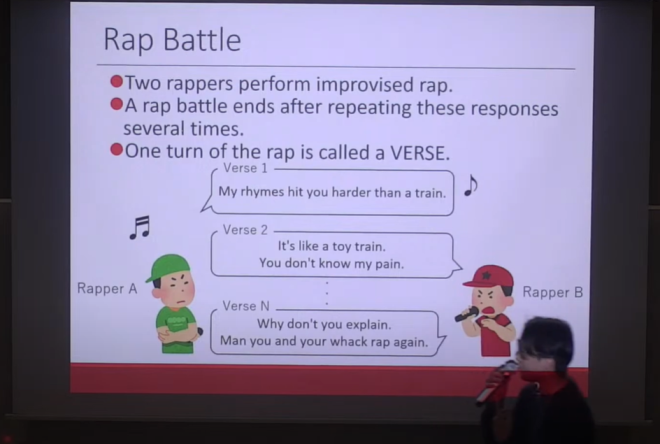 Rap Battle
Two rappers perform improvised rap.
A rap battle ends after repeating these responses
several times.
One turn of the rap is called a VERSE.
Verse 1
My rhymes hit you harder than a train.
Verse 2
It's like a toy train.
You don't know my pain.
Rapper A
Rapper B
Verse N
Why don't you explain.
Man you and your whack rap again.